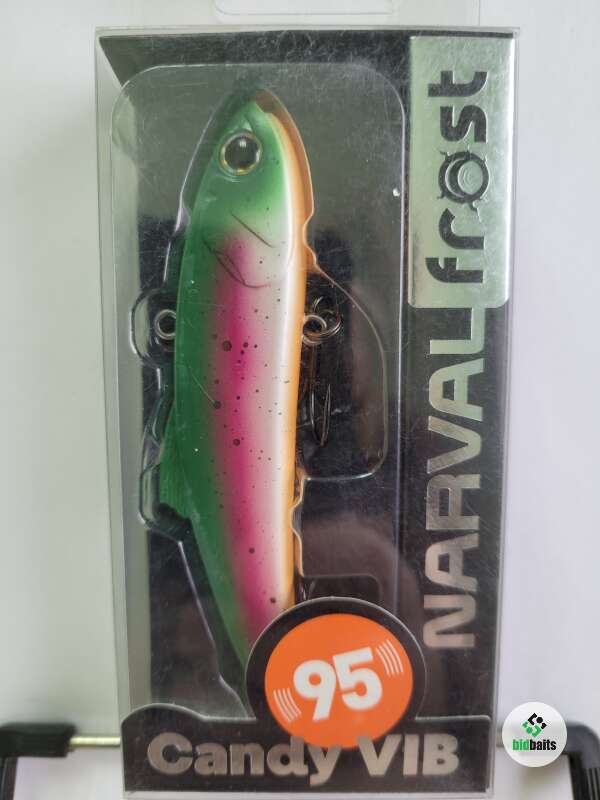 NARVAL frost
95
Candy VIB
bidbaits